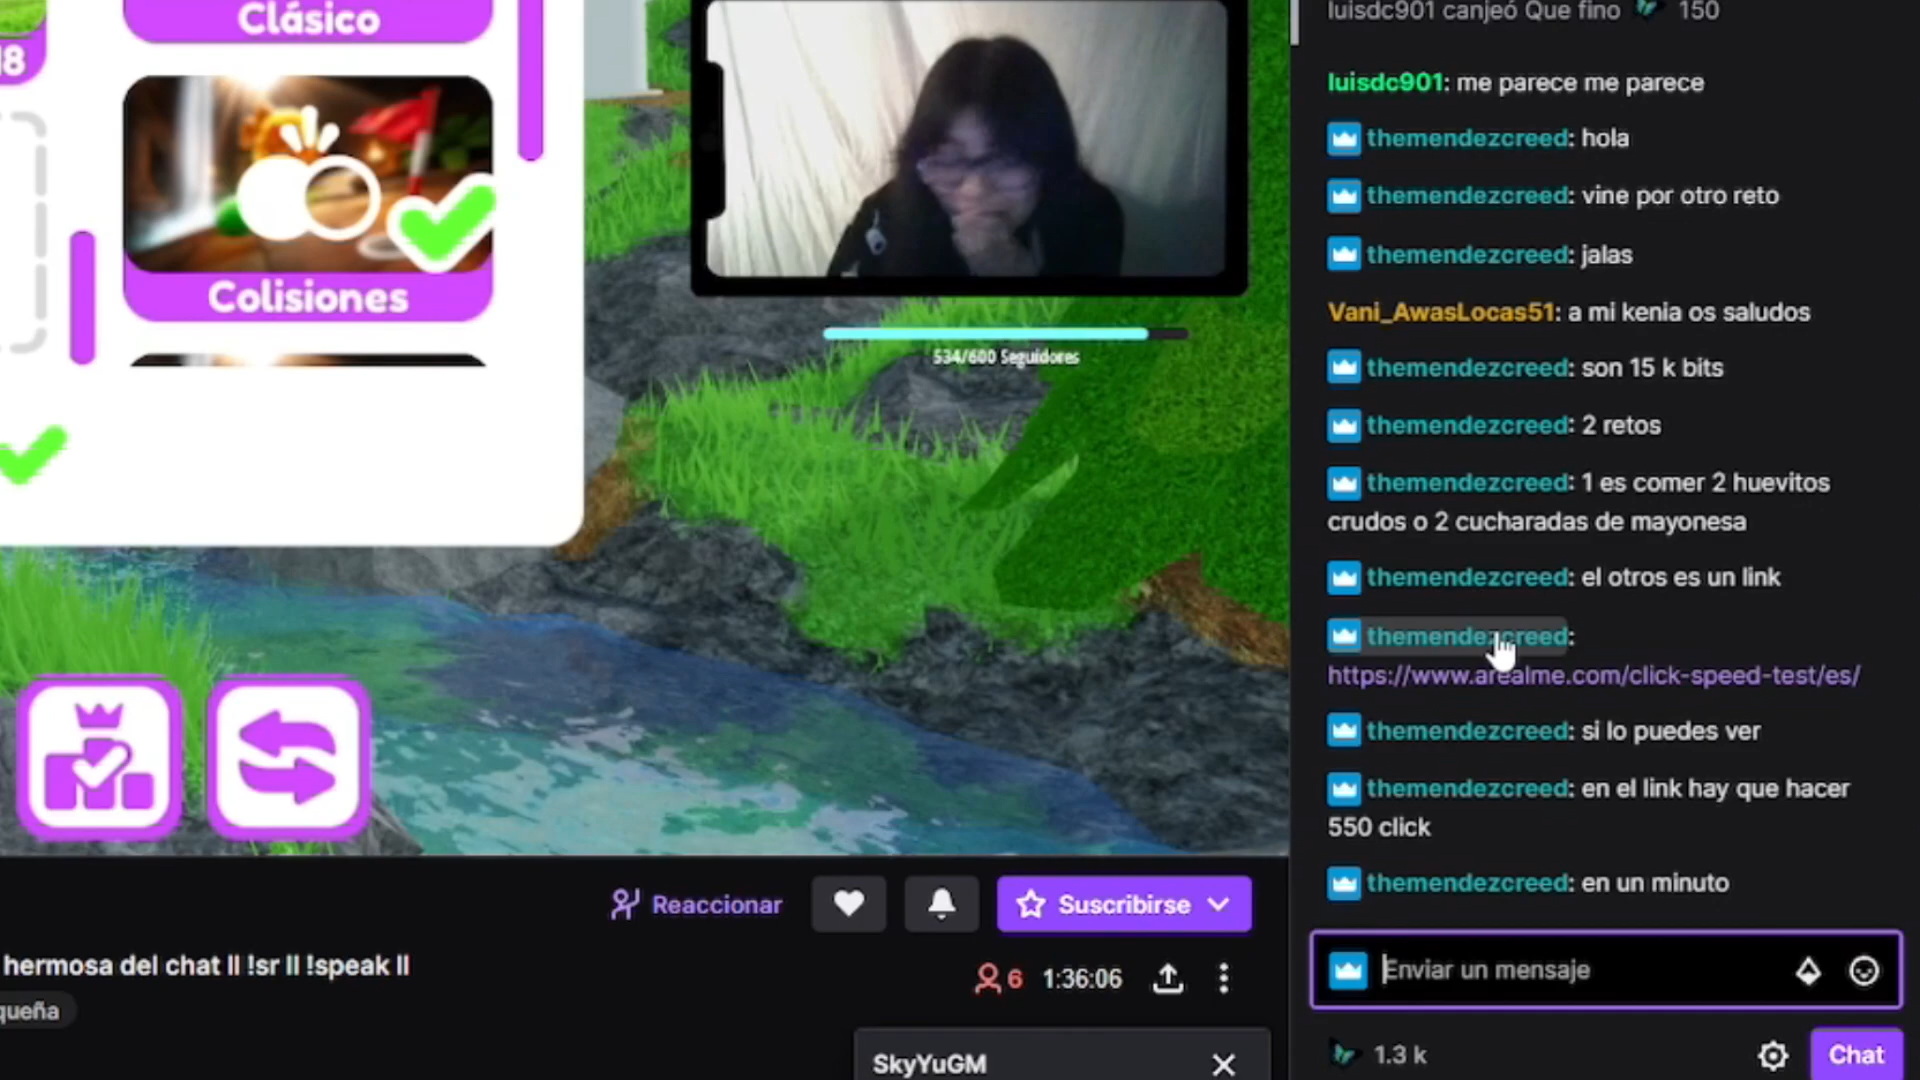 Clásico
18
Colisiones
534/600 Seguidores
luisdc901 canjeó Que fino 150
luisdc901: me parece me parece
themendezcreed: hola
themendezcreed: vine por otro reto
themendezcreed: jalas
Vani_AwasLocas51: a mi kenia os saludos
themendezcreed: son 15 k bits
themendezcreed: 2 retos
themendezcreed: 1 es comer 2 huevitos
crudos o 2 cucharadas de mayonesa
themendezcreed: el otros es un link
themendezcreed:
https://www.arealme.com/click-speed-test/es/
themendezcreed: si lo puedes ver
themendezcreed: en el link hay que hacer
550 click
themendezcreed: en un minuto
Enviar un mensaje
1.3 k
Chat
Reaccionar
Suscribirse
hermosa del chat ll !sr ll !speak ll
6 1:36:06
queña
SkyYuGM